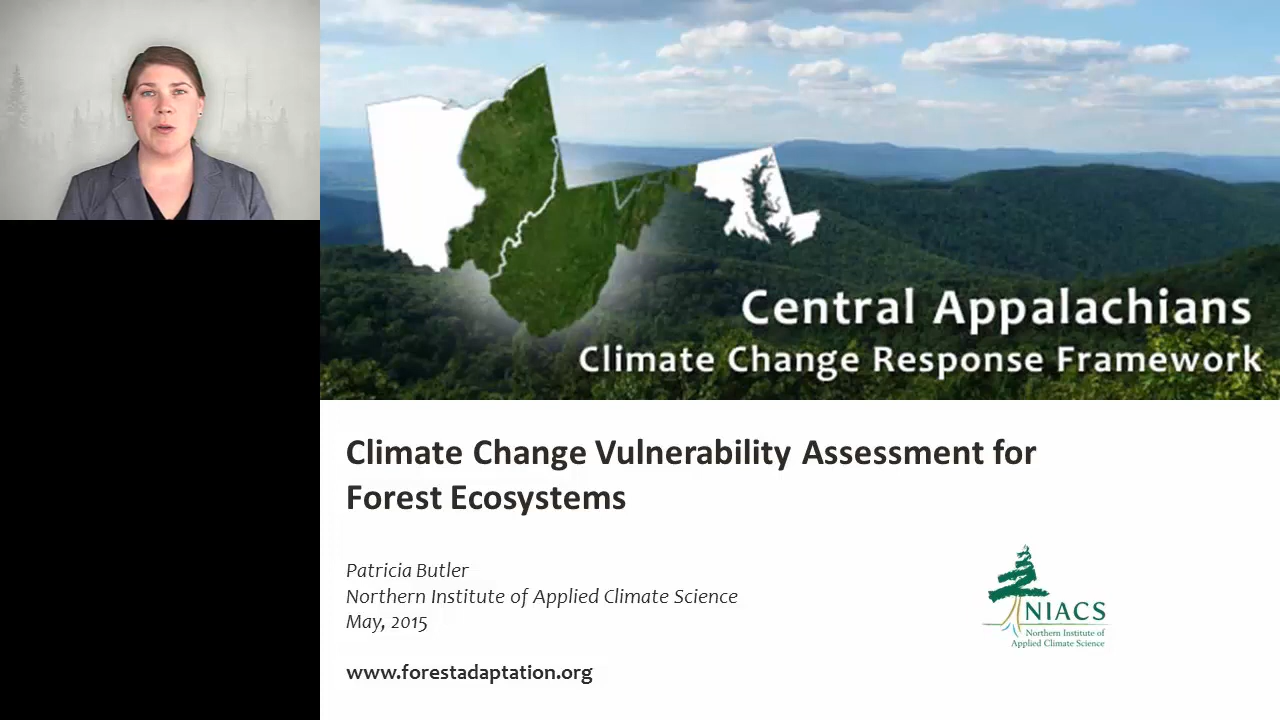 Central Appalachians
Climate Change Response Framework
Climate Change Vulnerability Assessment for
Forest Ecosystems
Patricia Butler
Northern Institute of Applied Climate Science
May, 2015
www.forestadaptation.org
NIACS
Northern Institute of
Applied Climate Science